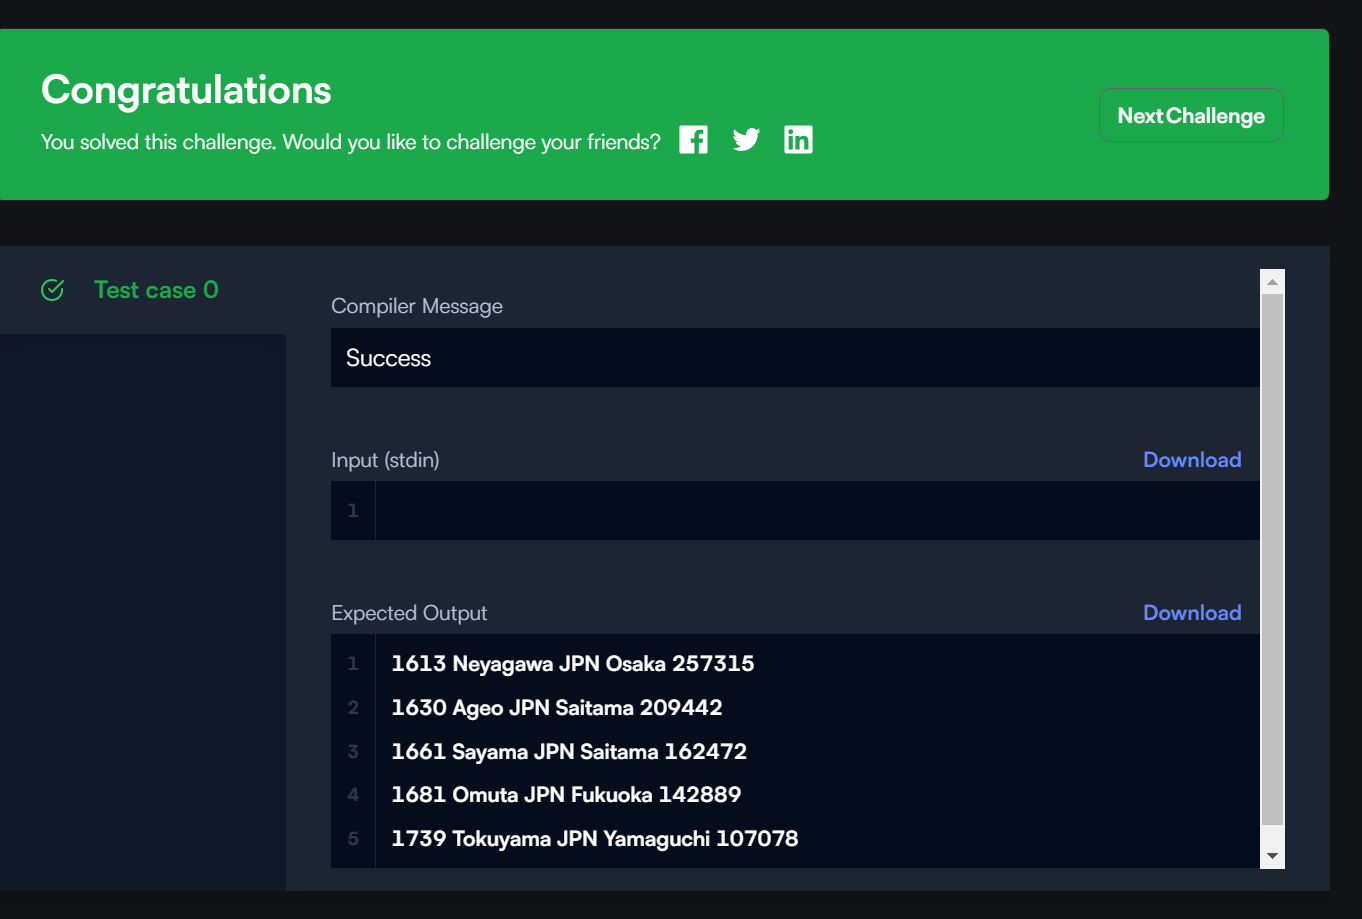 Congratulations
You solved this challenge. Would you like to challenge your friends?
Next Challenge
Test case 0
Compiler Message
Success
Input (stdin)
Download
1
Expected Output
Download
1 1613 Neyagawa JPN Osaka 257315
2 1630 Ageo JPN Saitama 209442
3 1661 Sayama JPN Saitama 162472
4 1681 Omuta JPN Fukuoka 142889
5 1739 Tokuyama JPN Yamaguchi 107078